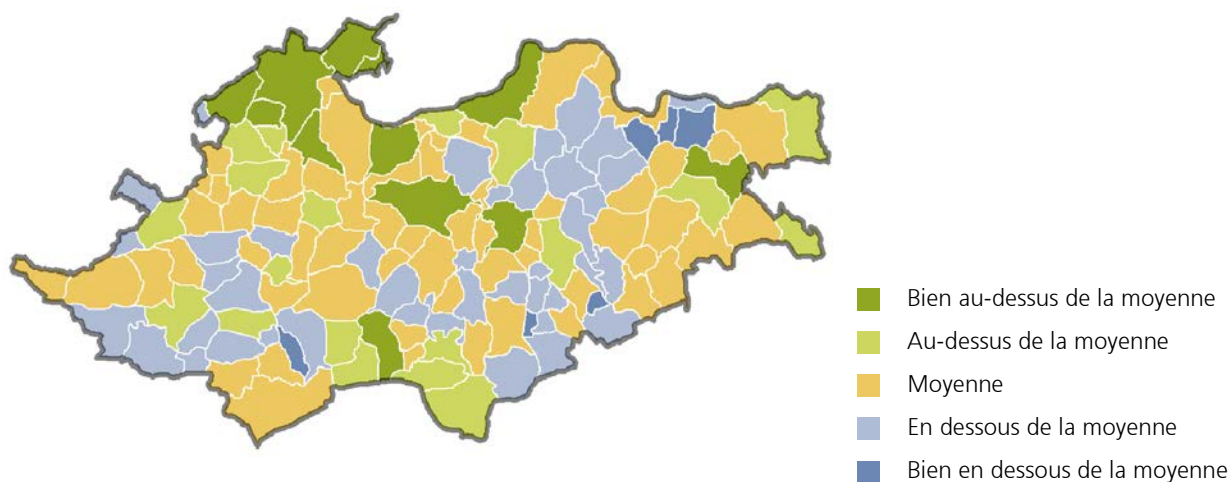 Bien au-dessus de la moyenne
Au-dessus de la moyenne
Moyenne
En dessous de la moyenne
Bien en dessous de la moyenne